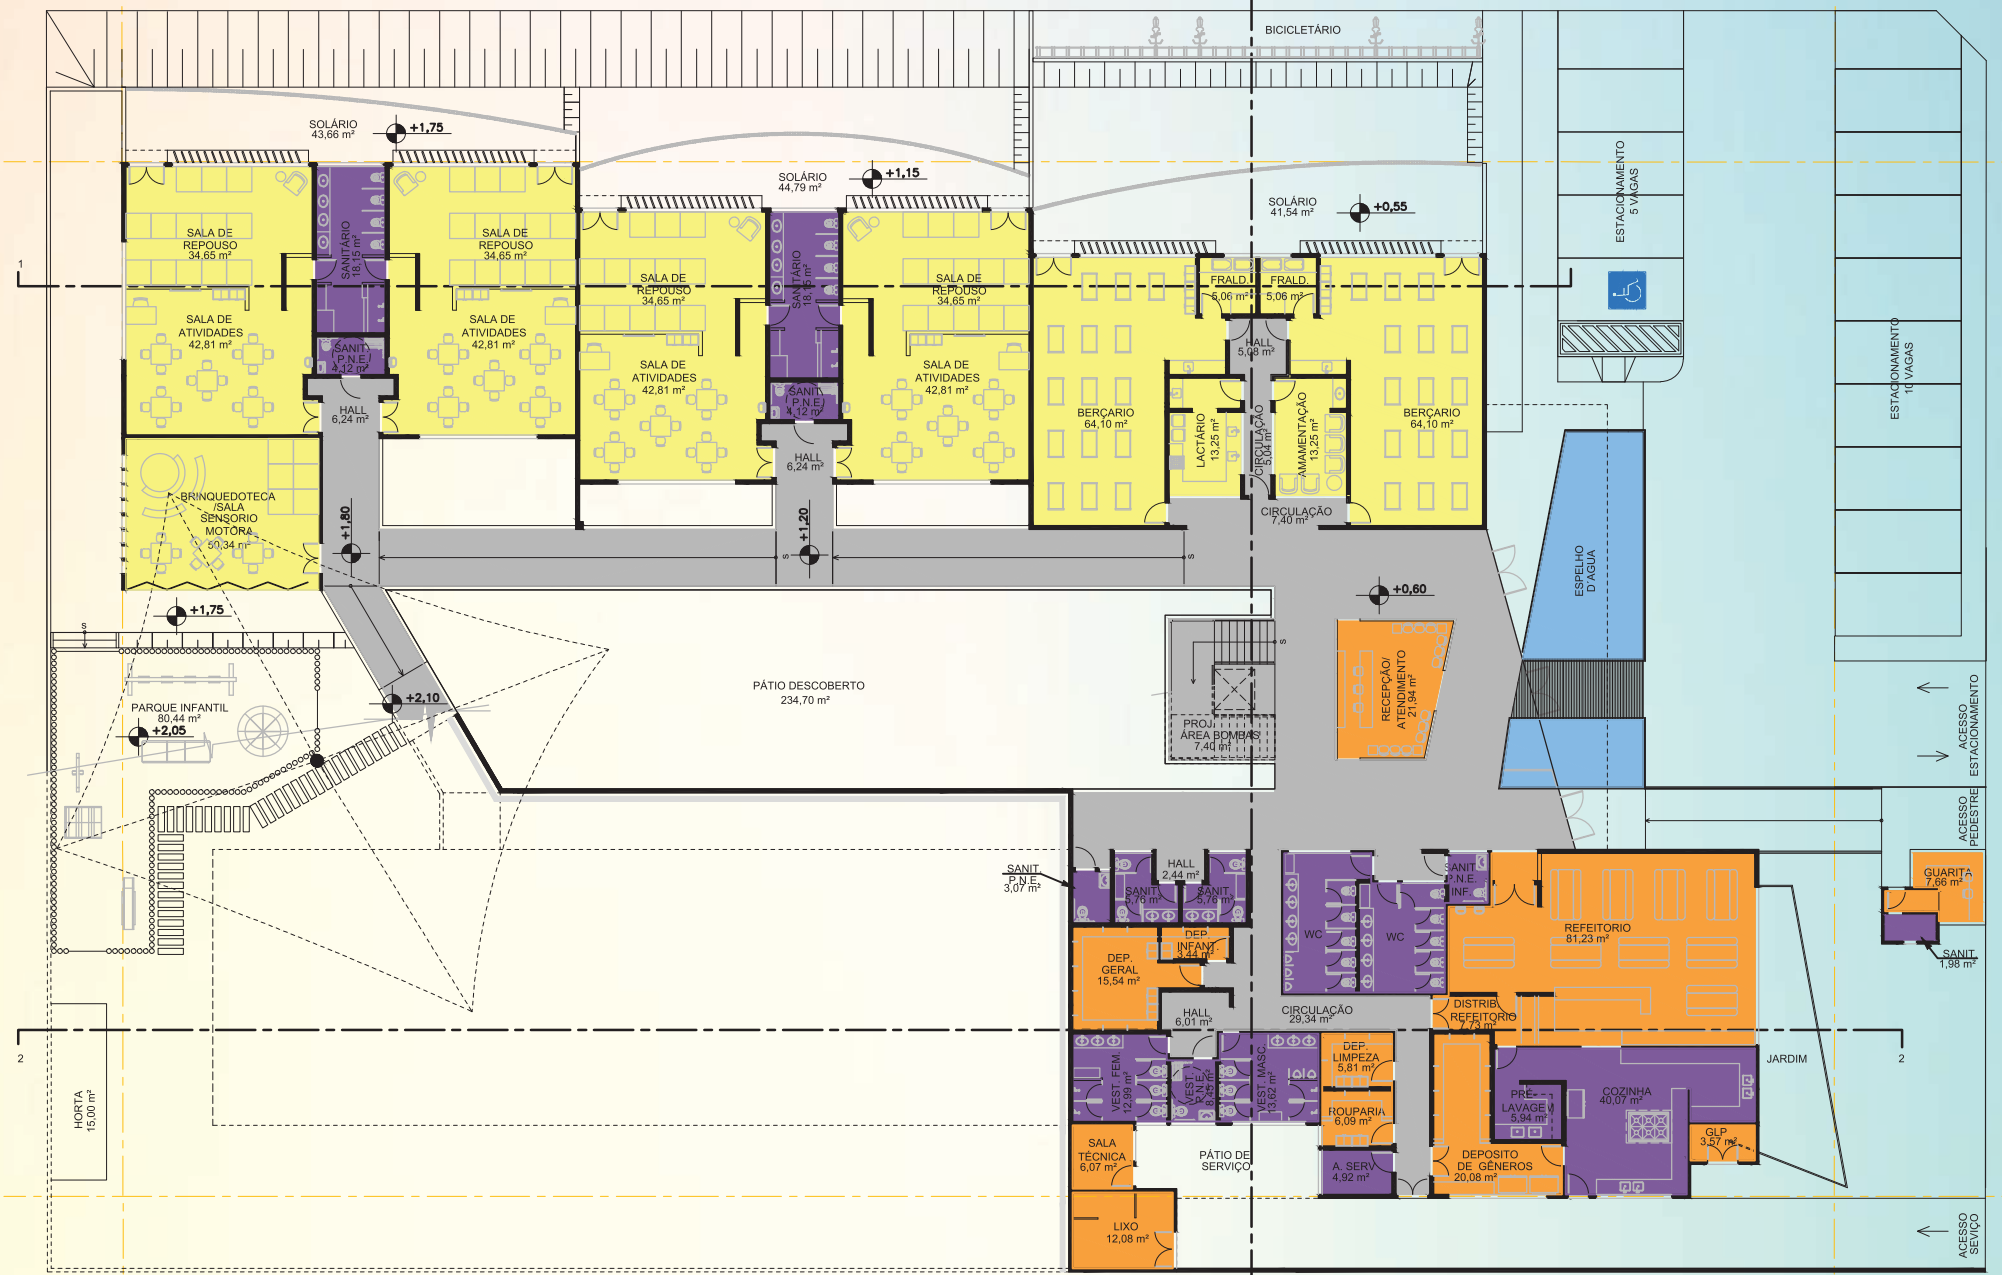 BICICLETÁRIO
SOLÁRIO
43,66 m²
+1,75
SOLÁRIO
44,79 m²
+1,15
SOLÁRIO
41,54 m²
+0,55
ESTACIONAMENTO
5 VAGAS
ESTACIONAMENTO
10 VAGAS
1
SALA DE
REPOUSO
34,65 m²
SANITÁRIO
18,15 m²
SALA DE
REPOUSO
34,65 m²
SALA DE
REPOUSO
34,65 m²
SANITÁRIO
18,15 m²
SALA DE
REPOUSO
34,65 m²
FRALD.
5,06 m²
FRALD.
5,06 m²
SALA DE
ATIVIDADES
42,81 m²
SANIT.
P.N.E.
4,12 m²
SALA DE
ATIVIDADES
42,81 m²
SALA DE
ATIVIDADES
42,81 m²
SANIT.
P.N.E.
4,12 m²
SALA DE
ATIVIDADES
42,81 m²
HALL
5,08 m²
HALL
6,24 m²
HALL
6,24 m²
BERÇARIO
64,10 m²
LACTÁRIO
13,25 m²
CIRCULAÇÃO
5,04 m²
AMAMENTAÇÃO
13,25 m²
BERÇARIO
64,10 m²
CIRCULAÇÃO
7,40 m²
BRINQUEDOTECA
/SALA
SENSORIO
MOTORA
50,34 m²
+1,80
+1,20
S
S
+0,60
ESPELHO
D´AGUA
+1,75
S
PARQUE INFANTIL
80,44 m²
+2,05
+2,10
PÁTIO DESCOBERTO
234,70 m²
S
PROJ.
ÁREA BOMBAS
7,40 m²
RECEPÇÃO/
ATENDIMENTO
21,94 m²
ACESSO
ESTACIONAMENTO
ACESSO
PEDESTRE
SANIT.
P.N.E.
3,07 m²
HALL
2,44 m²
SANIT.
5,76 m²
SANIT.
5,76 m²
SANIT.
P.N.E.
INF.
GUARITA
7,66 m²
SANIT.
1,98 m²
WC
WC
REFEITORIO
81,23 m²
DEP.
INFANT.
3,44 m²
DEP.
GERAL
15,54 m²
HALL
6,01 m²
CIRCULAÇÃO
29,34 m²
DISTRIB.
REFEITORIO
7,73 m²
2
2
HORTA
15,00 m²
VEST. FEM.
12,99 m²
VEST.
P.N.E.
8,45 m²
VEST. MASC.
13,62 m²
DEP.
LIMPEZA
5,81 m²
ROUPARIA
6,09 m²
A. SERV.
4,92 m²
PRÉ-
LAVAGEM
5,94 m²
COZINHA
40,07 m²
JARDIM
GLP
3,57 m²
DEPOSITO
DE GÊNEROS
20,08 m²
SALA
TÉCNICA
6,07 m²
PÁTIO DE
SERVIÇO
LIXO
12,08 m²
ACESSO
SEVIÇO